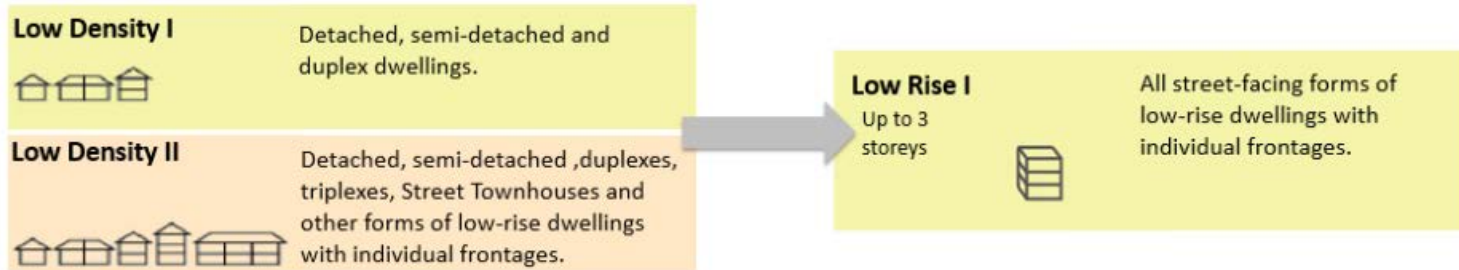 Low Density I
Detached, semi-detached and
duplex dwellings.
Low Density II
Detached, semi-detached ,duplexes,
triplexes, Street Townhouses and
other forms of low-rise dwellings
with individual frontages.
Low Rise I
Up to 3
storeys
All street-facing forms of
low-rise dwellings with
individual frontages.